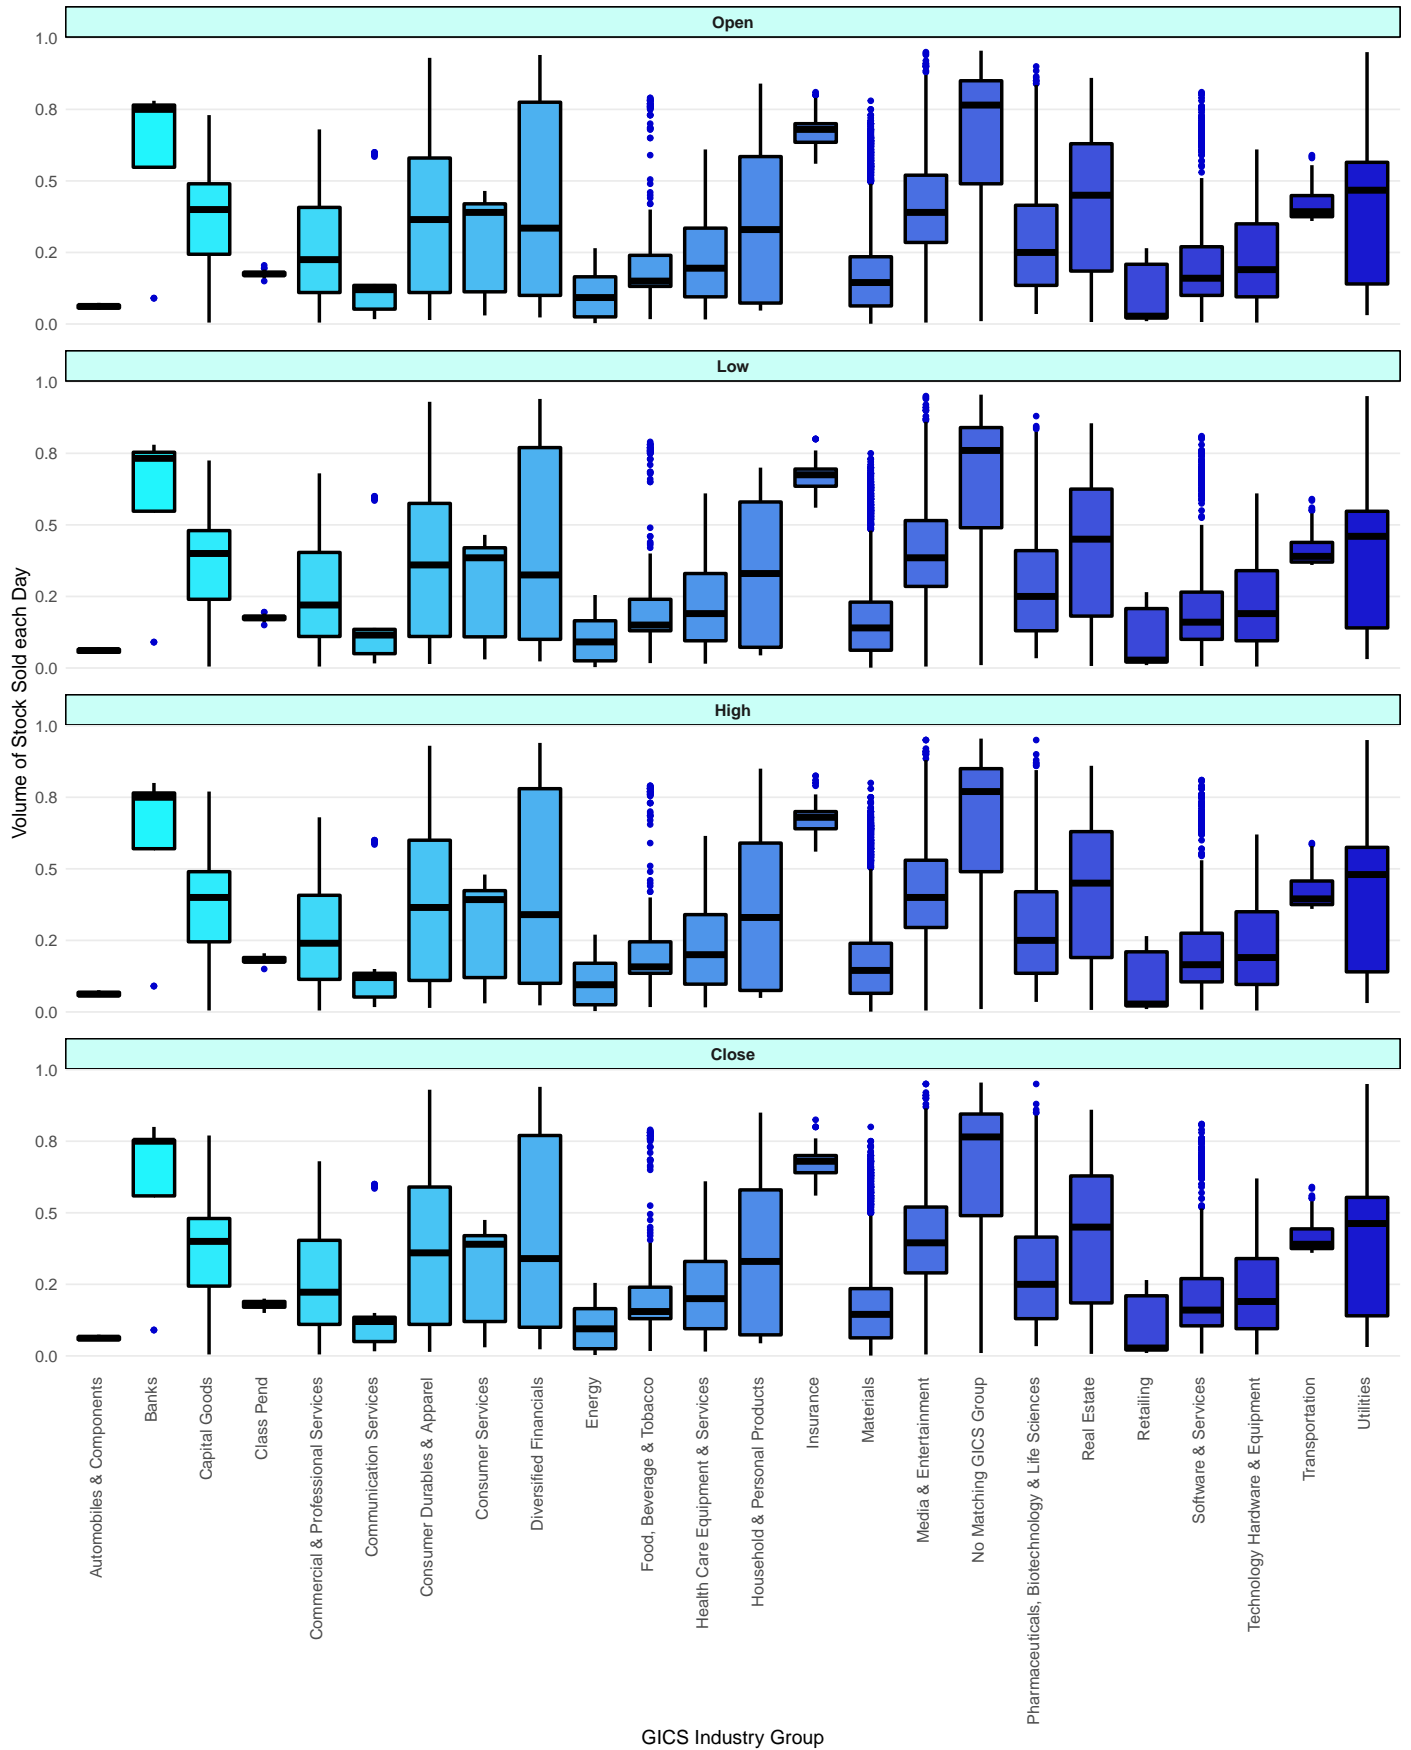 Open
1.0
0.8
0.5
0.2
0.0
Low
1.0
0.8
0.5
0.2
0.0
High
1.0
0.8
0.5
0.2
0.0
Close
1.0
0.8
0.5
0.2
0.0
Volume of Stock Sold each Day
Automobiles & Components
Banks
Capital Goods
Class Pend
Commercial & Professional Services
Communication Services
Consumer Durables & Apparel
Consumer Services
Diversified Financials
Energy
Food, Beverage & Tobacco
Health Care Equipment & Services
Household & Personal Products
Insurance
Materials
Media & Entertainment
No Matching GICS Group
Pharmaceuticals, Biotechnology & Life Sciences
Real Estate
Retailing
Software & Services
Technology Hardware & Equipment
Transportation
Utilities
GICS Industry Group